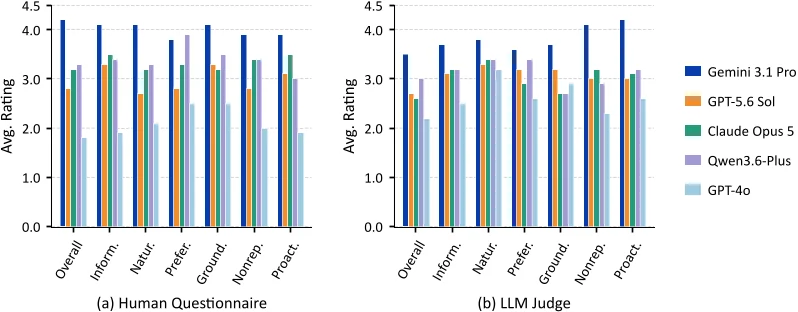 4.5
4.0
3.0
2.0
1.0
0.0
Avg. Rating
Overall
Inform.
Natur.
Prefer.
Ground.
Nonrep.
Proact.
(a) Human Questionnaire
4.5
4.0
3.0
2.0
1.0
0.0
Avg. Rating
Overall
Inform.
Natur.
Prefer.
Ground.
Nonrep.
Proact.
(b) LLM Judge
Gemini 3.1 Pro
GPT-5.6 Sol
Claude Opus 5
Qwen3.6-Plus
GPT-4o